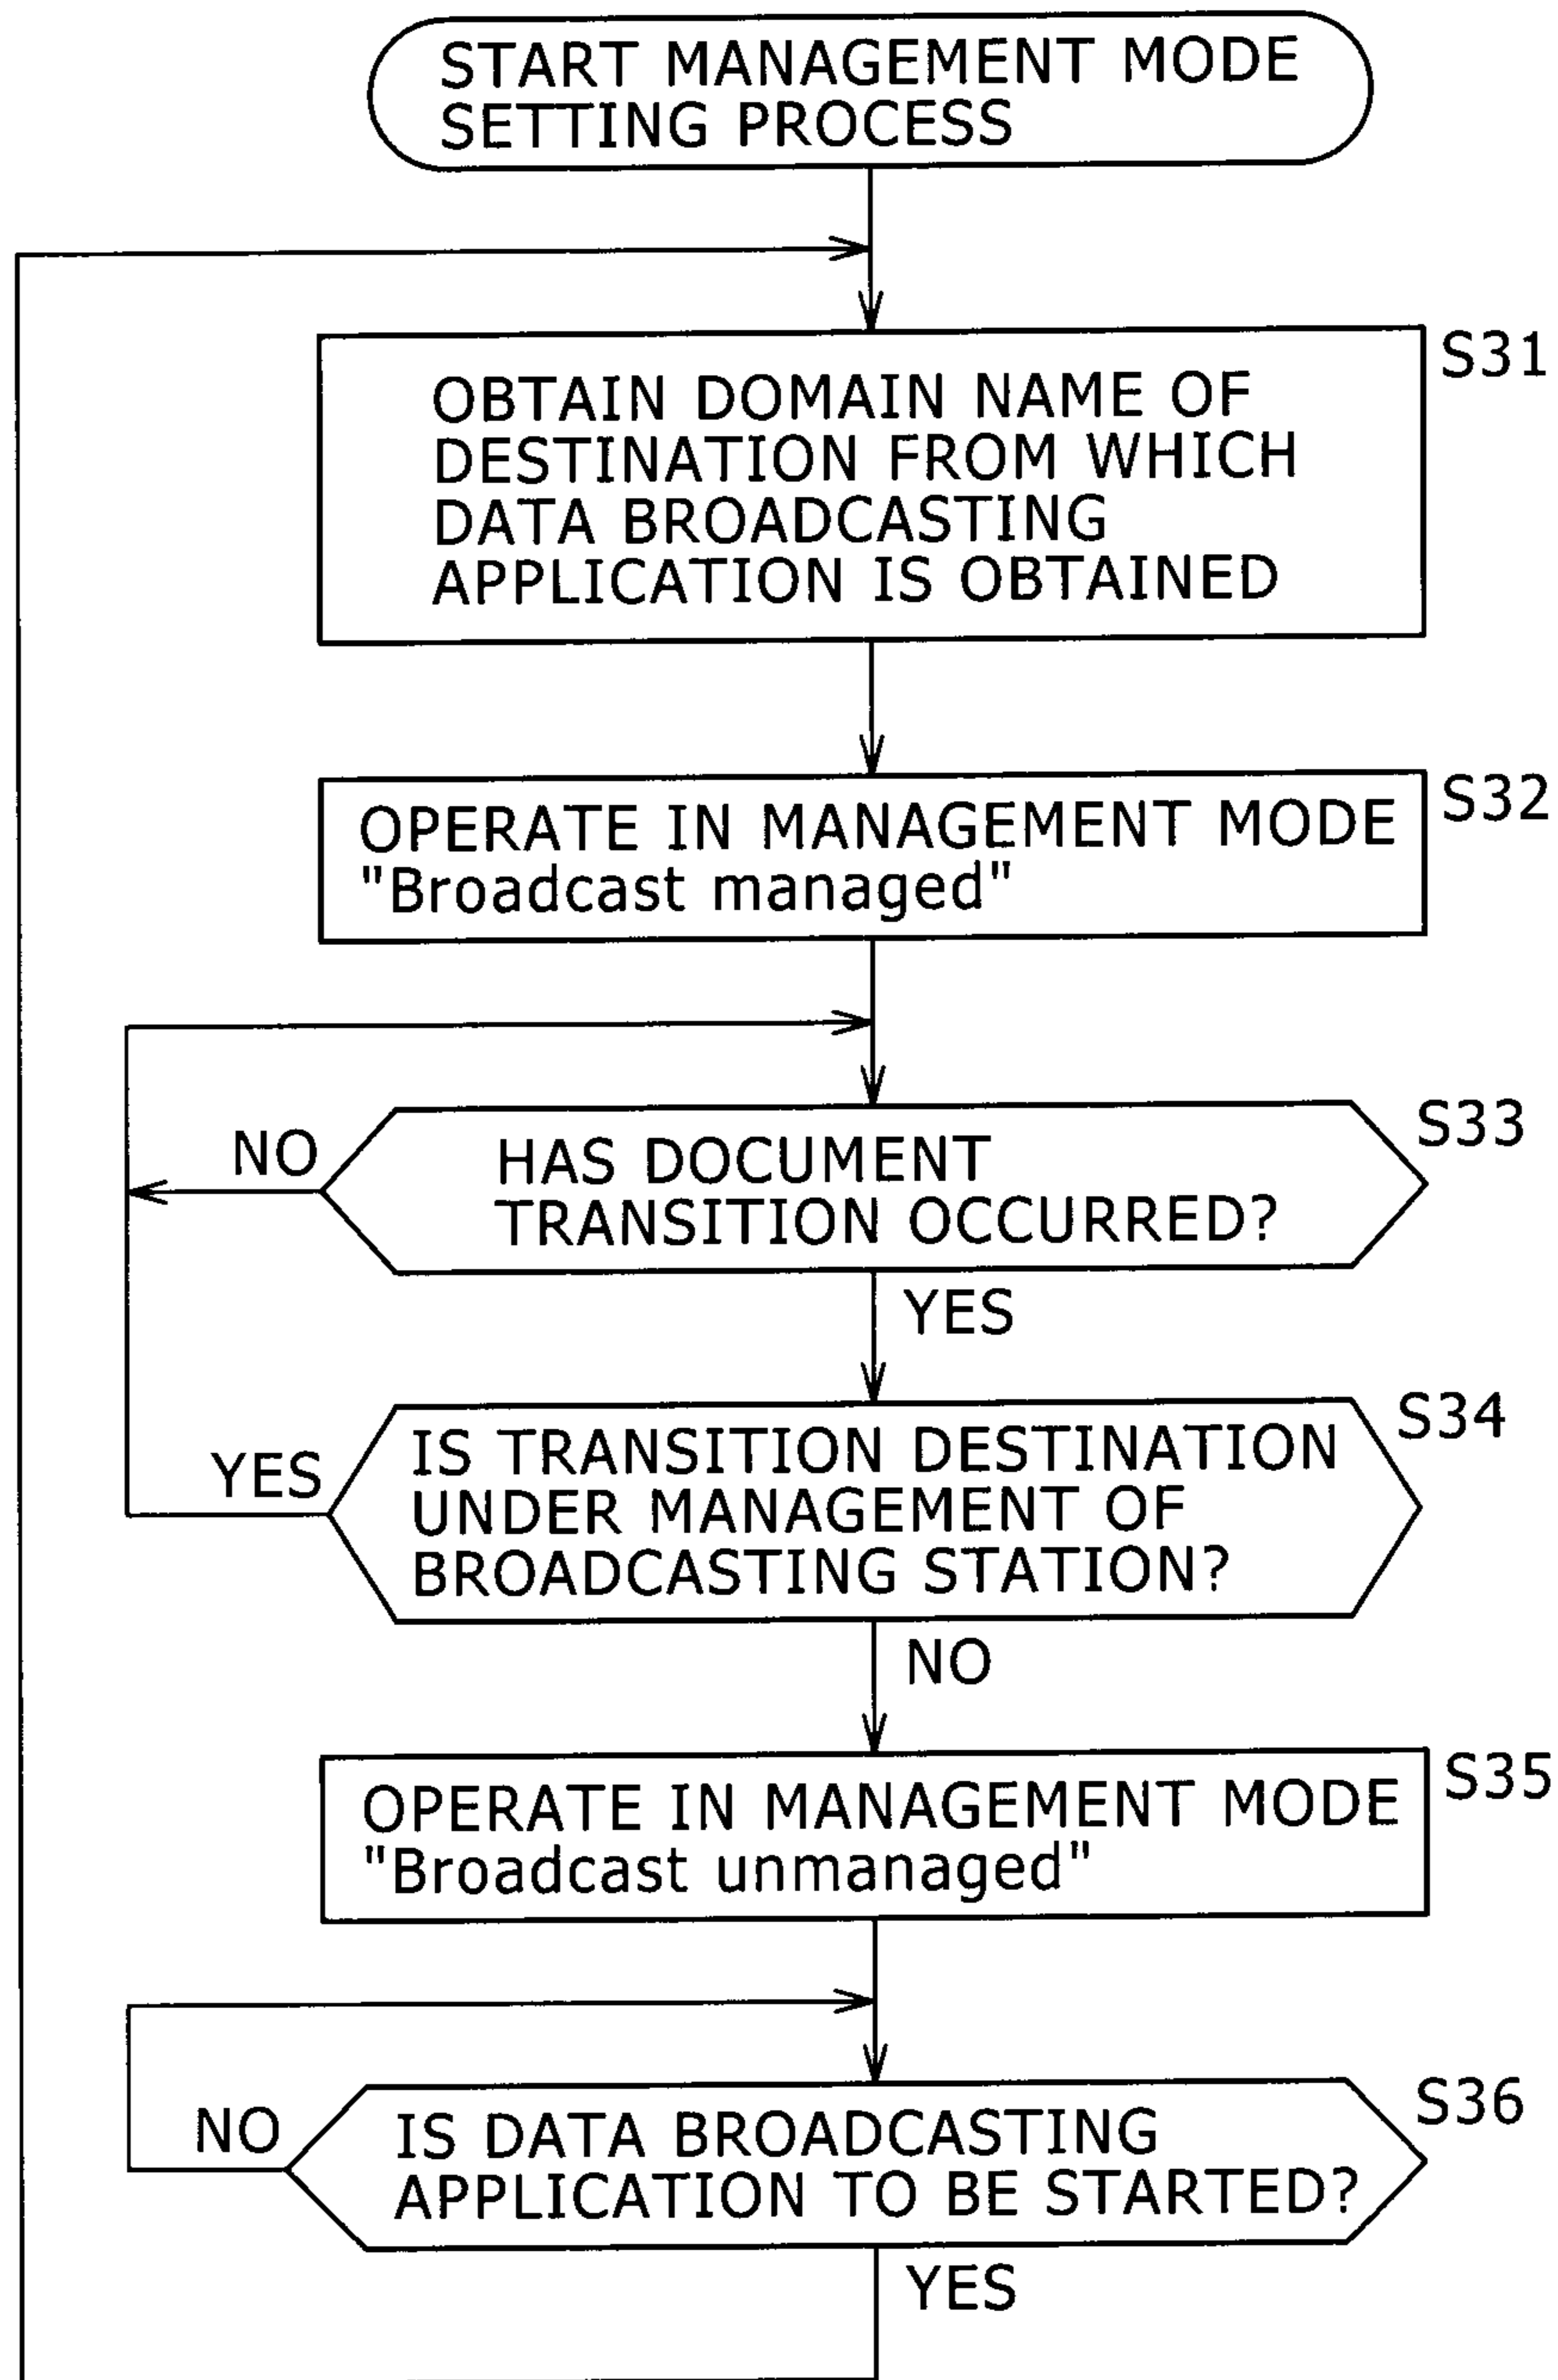 START MANAGEMENT MODE
SETTING PROCESS
S31
OBTAIN DOMAIN NAME OF
DESTINATION FROM WHICH
DATA BROADCASTING
APPLICATION IS OBTAINED
S32
OPERATE IN MANAGEMENT MODE
"Broadcast managed"
S33
NO
HAS DOCUMENT
TRANSITION OCCURRED?
YES
S34
YES
IS TRANSITION DESTINATION
UNDER MANAGEMENT OF
BROADCASTING STATION?
NO
S35
OPERATE IN MANAGEMENT MODE
"Broadcast unmanaged"
S36
NO
IS DATA BROADCASTING
APPLICATION TO BE STARTED?
YES